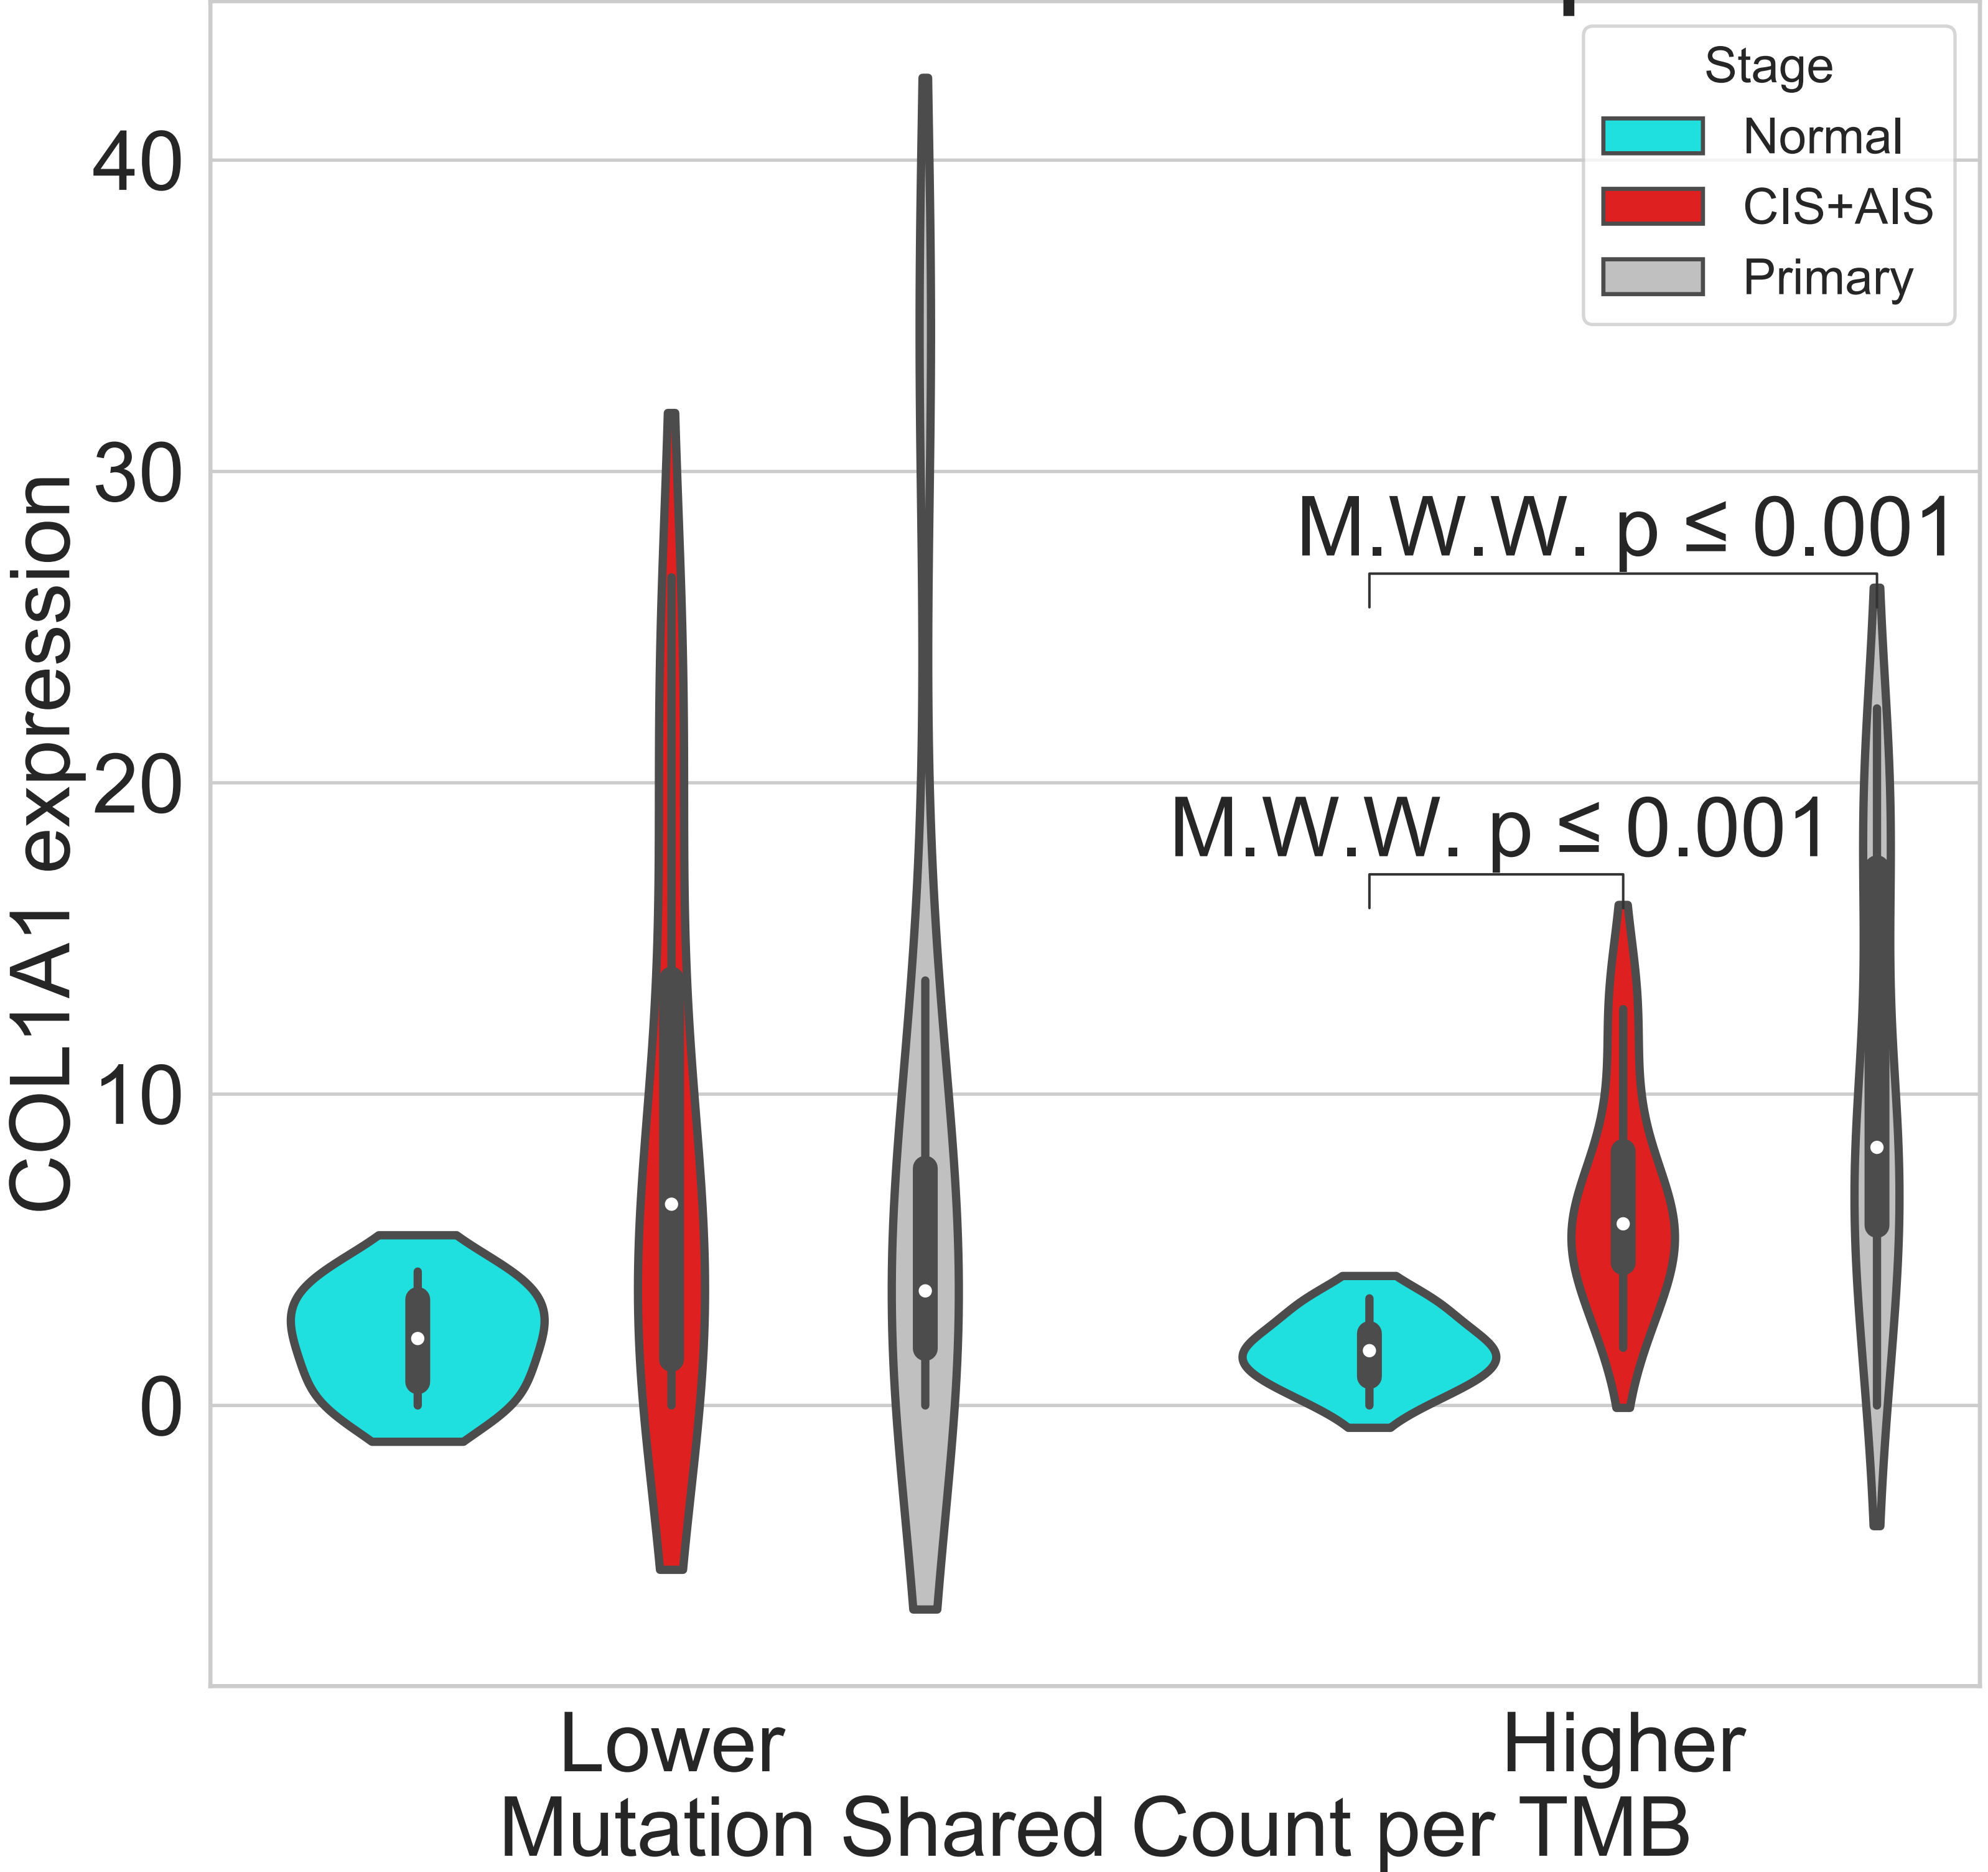 Stage
Normal
CIS+AIS
Primary
40
30
20
10
0
COL1A1 expression
M.W.W. p ≤ 0.001
M.W.W. p ≤ 0.001
Lower
Higher
Mutation Shared Count per TMB